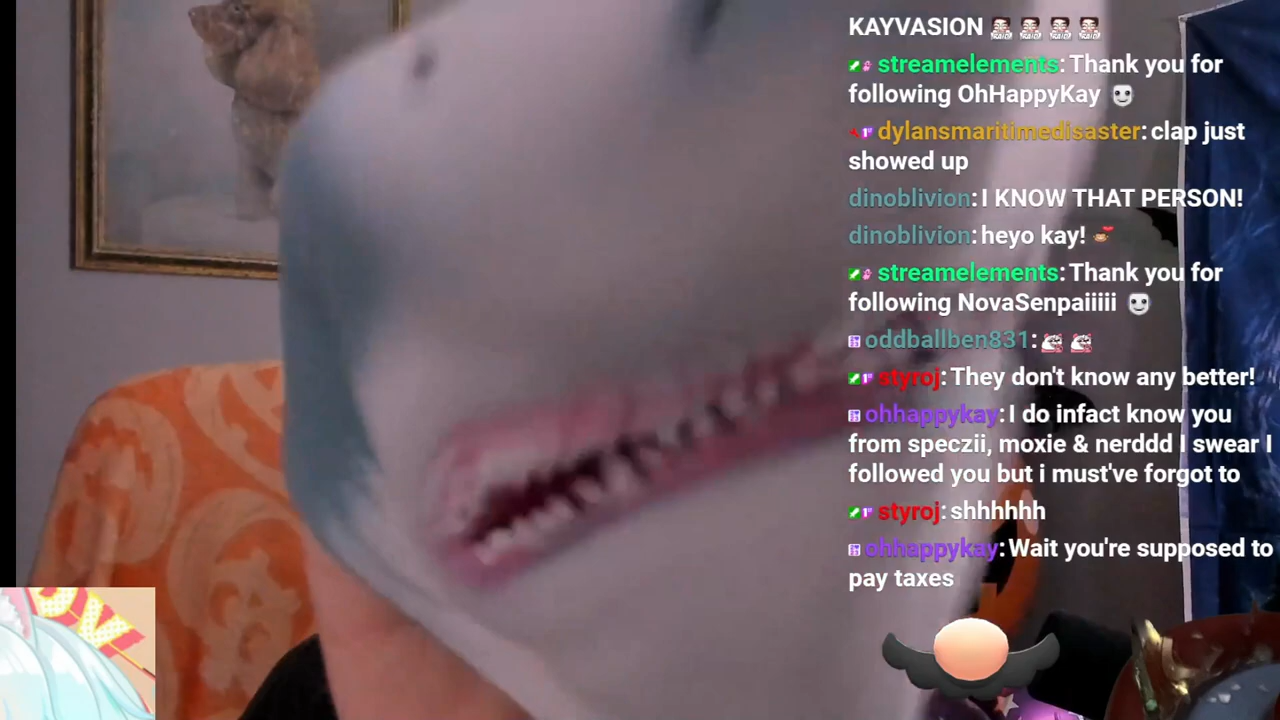 KAYVASION
streamelements: Thank you for
following OhHappyKay
dylansmaritimedisaster: clap just
showed up
dinoblivion: I KNOW THAT PERSON!
dinoblivion: heyo kay!
streamelements: Thank you for
following NovaSenpaiiiii
oddballben831:
styroj: They don't know any better!
ohhappykay: I do infact know you
from speczii, moxie & nerddd I swear I
followed you but i must've forgot to
styroj: shhhhhh
ohhappykay: Wait you're supposed to
pay taxes